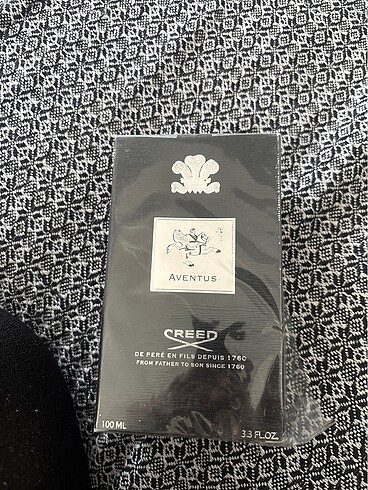 AVENTUS
CREED
DE PERÉ EN FILS DEPUIS 1760
FROM FATHER TO SON SINCE 1760
100 ML
3.3 FL.OZ.